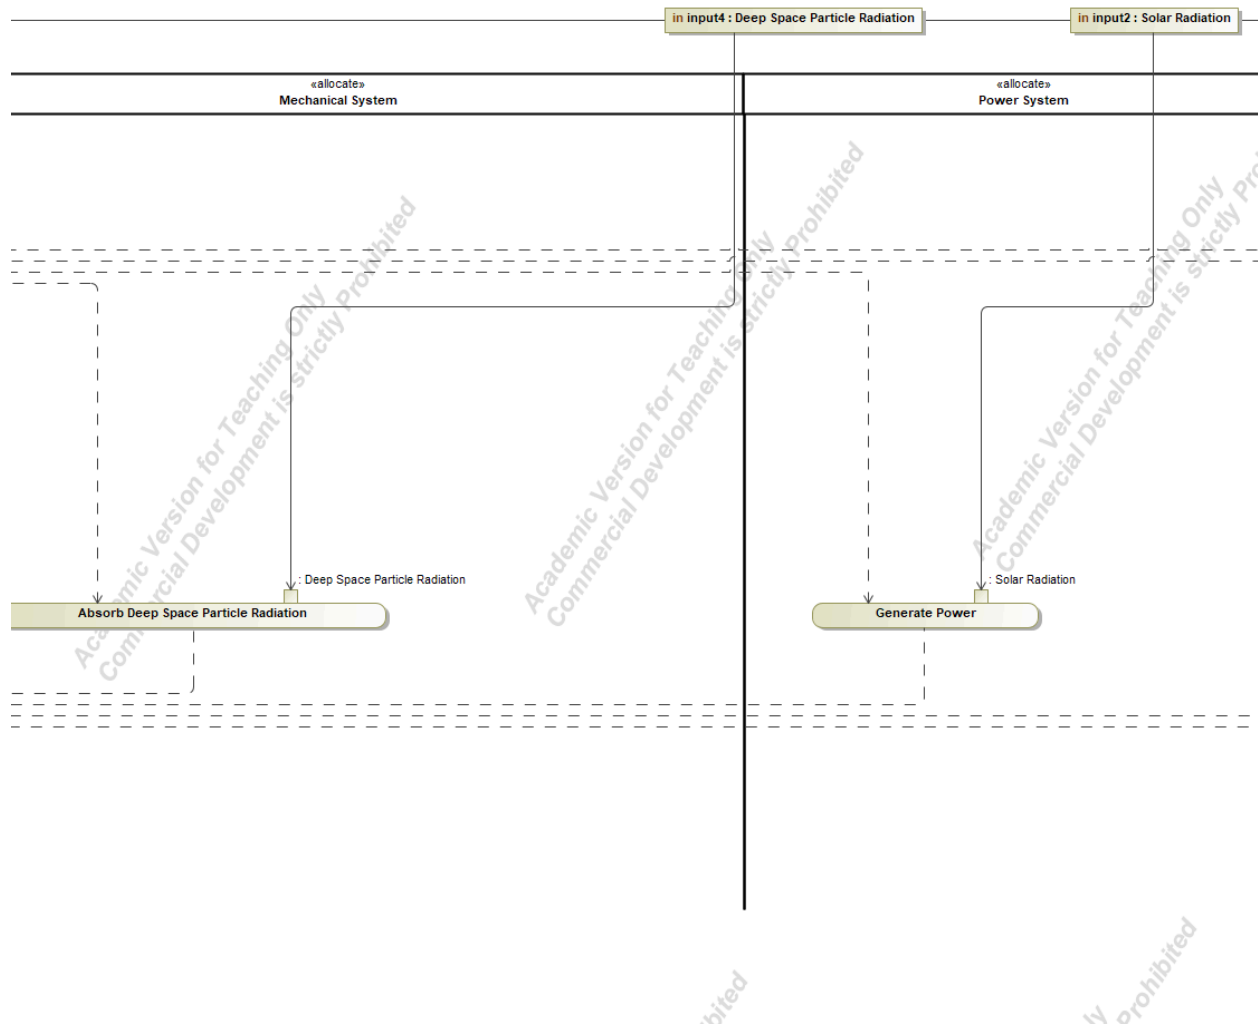 in input4 : Deep Space Particle Radiation
in input2 : Solar Radiation
«allocate»
Mechanical System
«allocate»
Power System
: Deep Space Particle Radiation
: Solar Radiation
Absorb Deep Space Particle Radiation
Generate Power
Academic Version for Teaching Only
Commercial Development is strictly Prohibited
Academic Version for Teaching Only
Commercial Development is strictly Prohibited
Academic Version for Teaching Only
Commercial Development is strictly Pro
bited
Prohibited